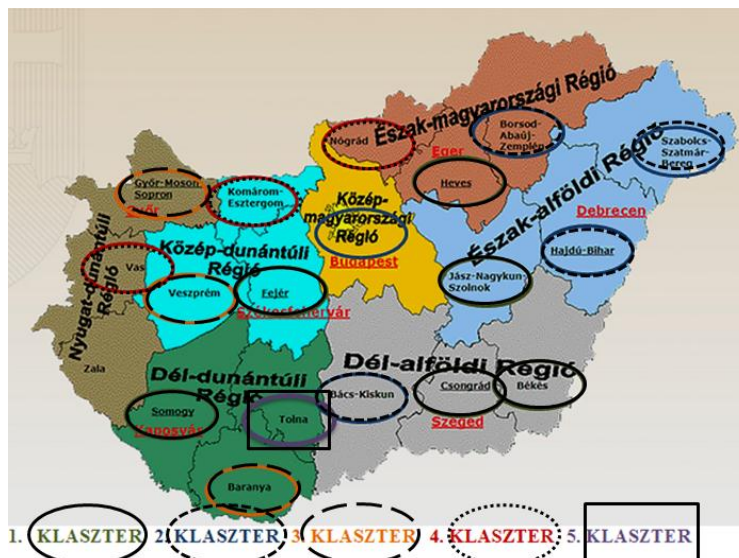 Észak-magyarországi Régió
Nógrád
Borsod-
Abaúj-
Zemplén
Szabolcs-
Szatmár-
Bereg
Eger
Heves
Győr-Moson-
Sopron
Győr
Komárom-
Esztergom
Közép-
magyarországi
Régió
Budapest
Észak-alföldi Régió
Debrecen
Hajdú-Bihar
Jász-Nagykun-
Szolnok
Nyugat-dunántúli
Régió
Vas
Közép-dunántúli
Régió
Veszprém
Fejér
Székesfehérvár
Zala
Dél-dunántúli
Régió
Somogy
Kaposvár
Tolna
Baranya
Dél-alföldi Régió
Bács-Kiskun
Csongrád
Békés
Szeged
1. KLASZTER 2. KLASZTER 3. KLASZTER 4. KLASZTER 5. KLASZTER